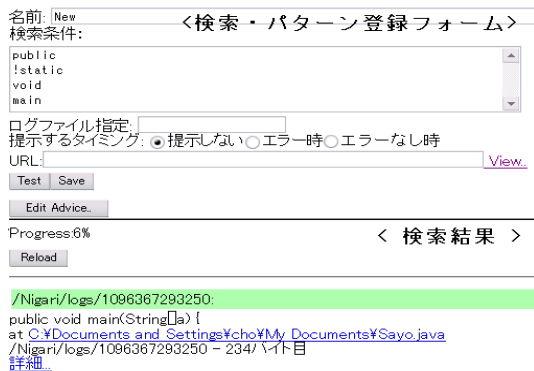 名前: New
<検索・パターン登録フォーム>
検索条件:
public
!static
void
main
ログファイル指定:
提示するタイミング: 提示しない エラー時 エラーなし時
URL: View..
Test Save
Edit Advice..
Progress:6%
< 検索結果 >
Reload
/Nigari/logs/1096367293250:
public void main(String[]a) {
at C:¥Documents and Settings¥cho¥My Documents¥Sayo.java
/Nigari/logs/1096367293250 - 234バイト目
詳細...